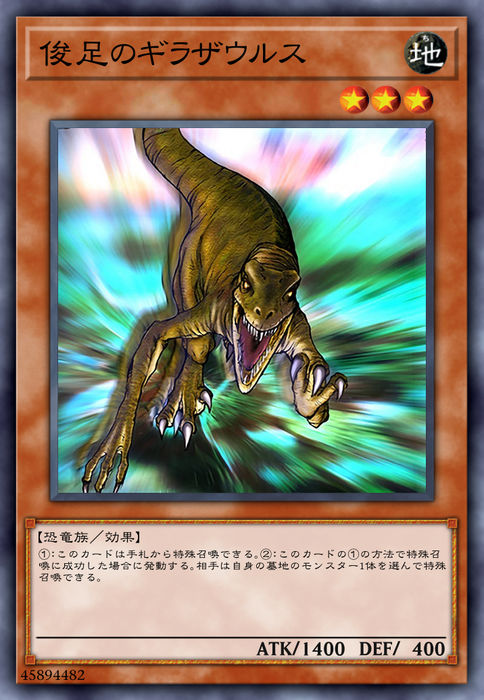 俊足のギラザウルス
ち
地
【恐竜族／効果】
①:このカードは手札から特殊召喚できる。②:このカードの①の方法で特殊召
喚に成功した場合に発動する。相手は自身の墓地のモンスター1体を選んで特殊
召喚できる。
ATK/1400 DEF/ 400
45894482